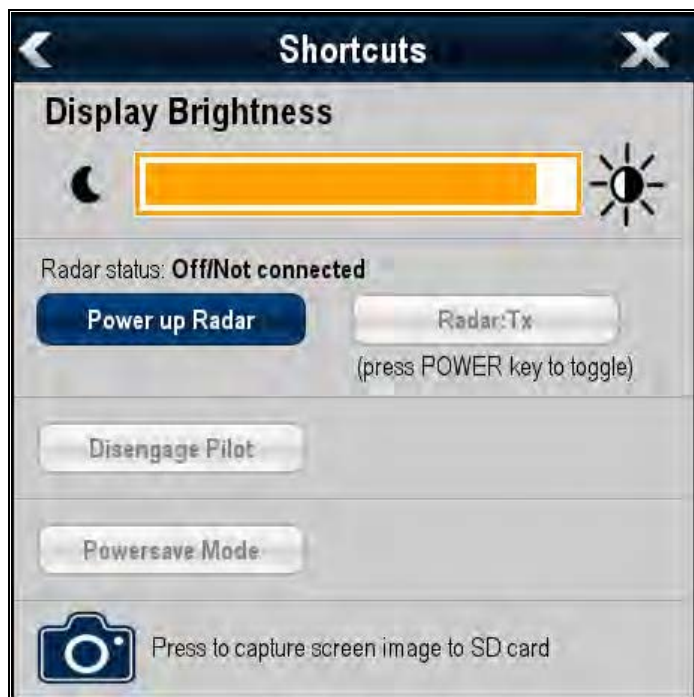 Shortcuts
Display Brightness
Radar status: Off/Not connected
Power up Radar
Radar:Tx
(press POWER key to toggle)
Disengage Pilot
Powersave Mode
Press to capture screen image to SD card